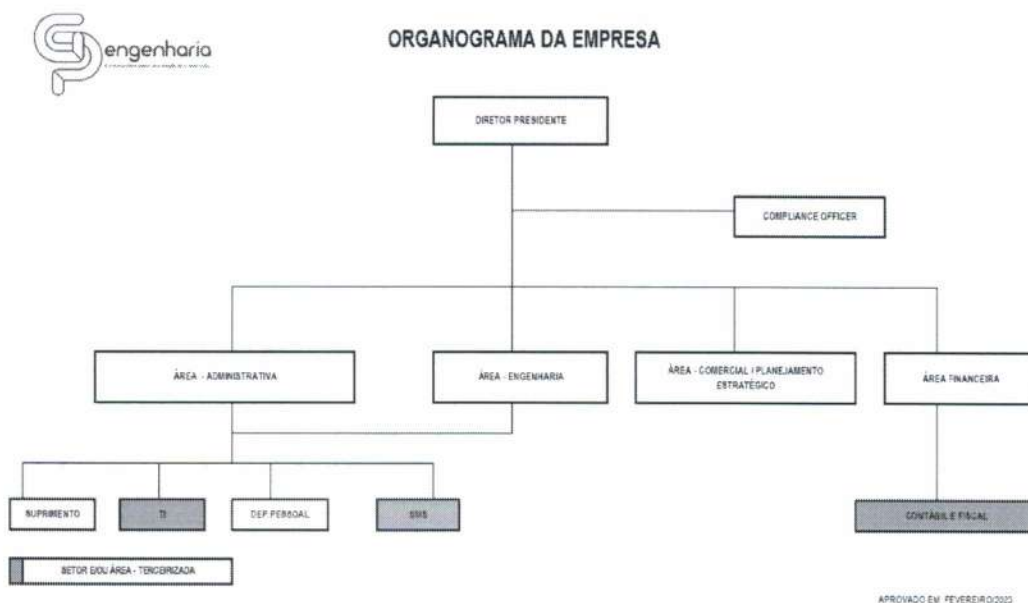 engenharia
ORGANOGRAMA DA EMPRESA
DIRETOR PRESIDENTE
COMPLIANCE OFFICER
ÁREA - ADMINISTRATIVA
ÁREA - ENGENHARIA
ÁREA - COMERCIAL / PLANEJAMENTO
ESTRATÉGICO
ÁREA FINANCEIRA
SUPRIMENTO
TI
DEP. PESSOAL
SMS
CONTÁBIL E FISCAL
SETOR E/OU ÁREA - TERCEIRIZADA
APROVADO EM FEVEREIRO/2023